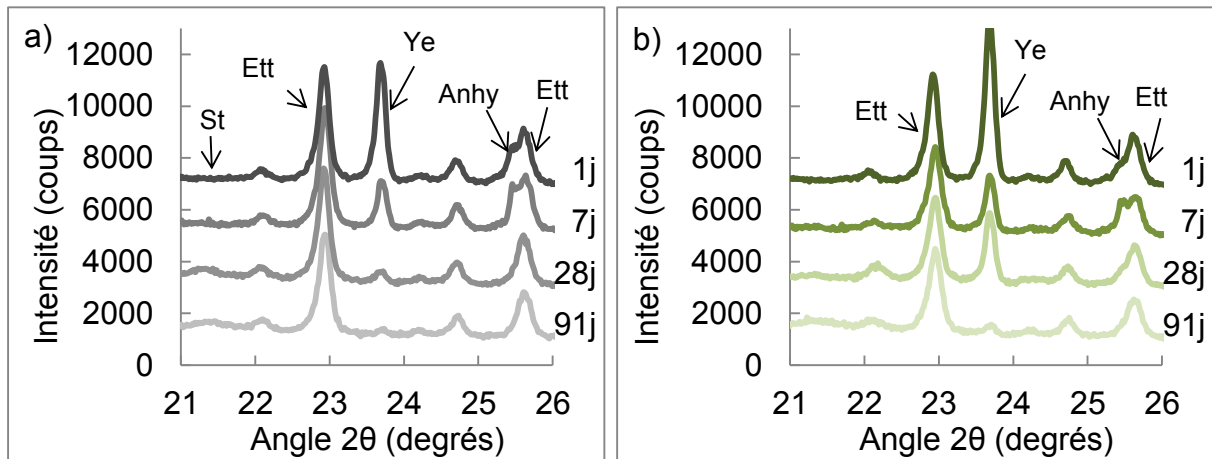 a)
Intensité (coups)
12000
10000
8000
6000
4000
2000
0
St
Ett
Ye
Anhy
Ett
1j
7j
28j
91j
21 22 23 24 25 26
Angle 2θ (degrés)
b)
Intensité (coups)
12000
10000
8000
6000
4000
2000
0
Ett
Ye
Anhy
Ett
1j
7j
28j
91j
21 22 23 24 25 26
Angle 2θ (degrés)